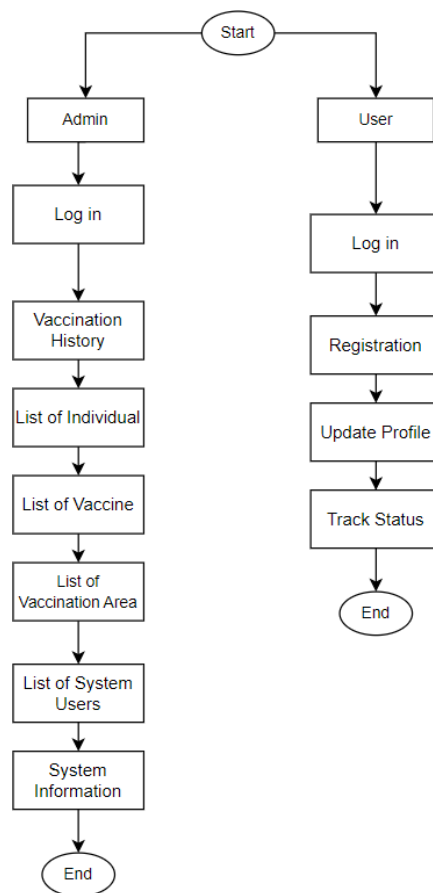 Start
Admin
Log in
Vaccination
History
List of Individual
List of Vaccine
List of
Vaccination Area
List of System
Users
System
Information
End
User
Log in
Registration
Update Profile
Track Status
End